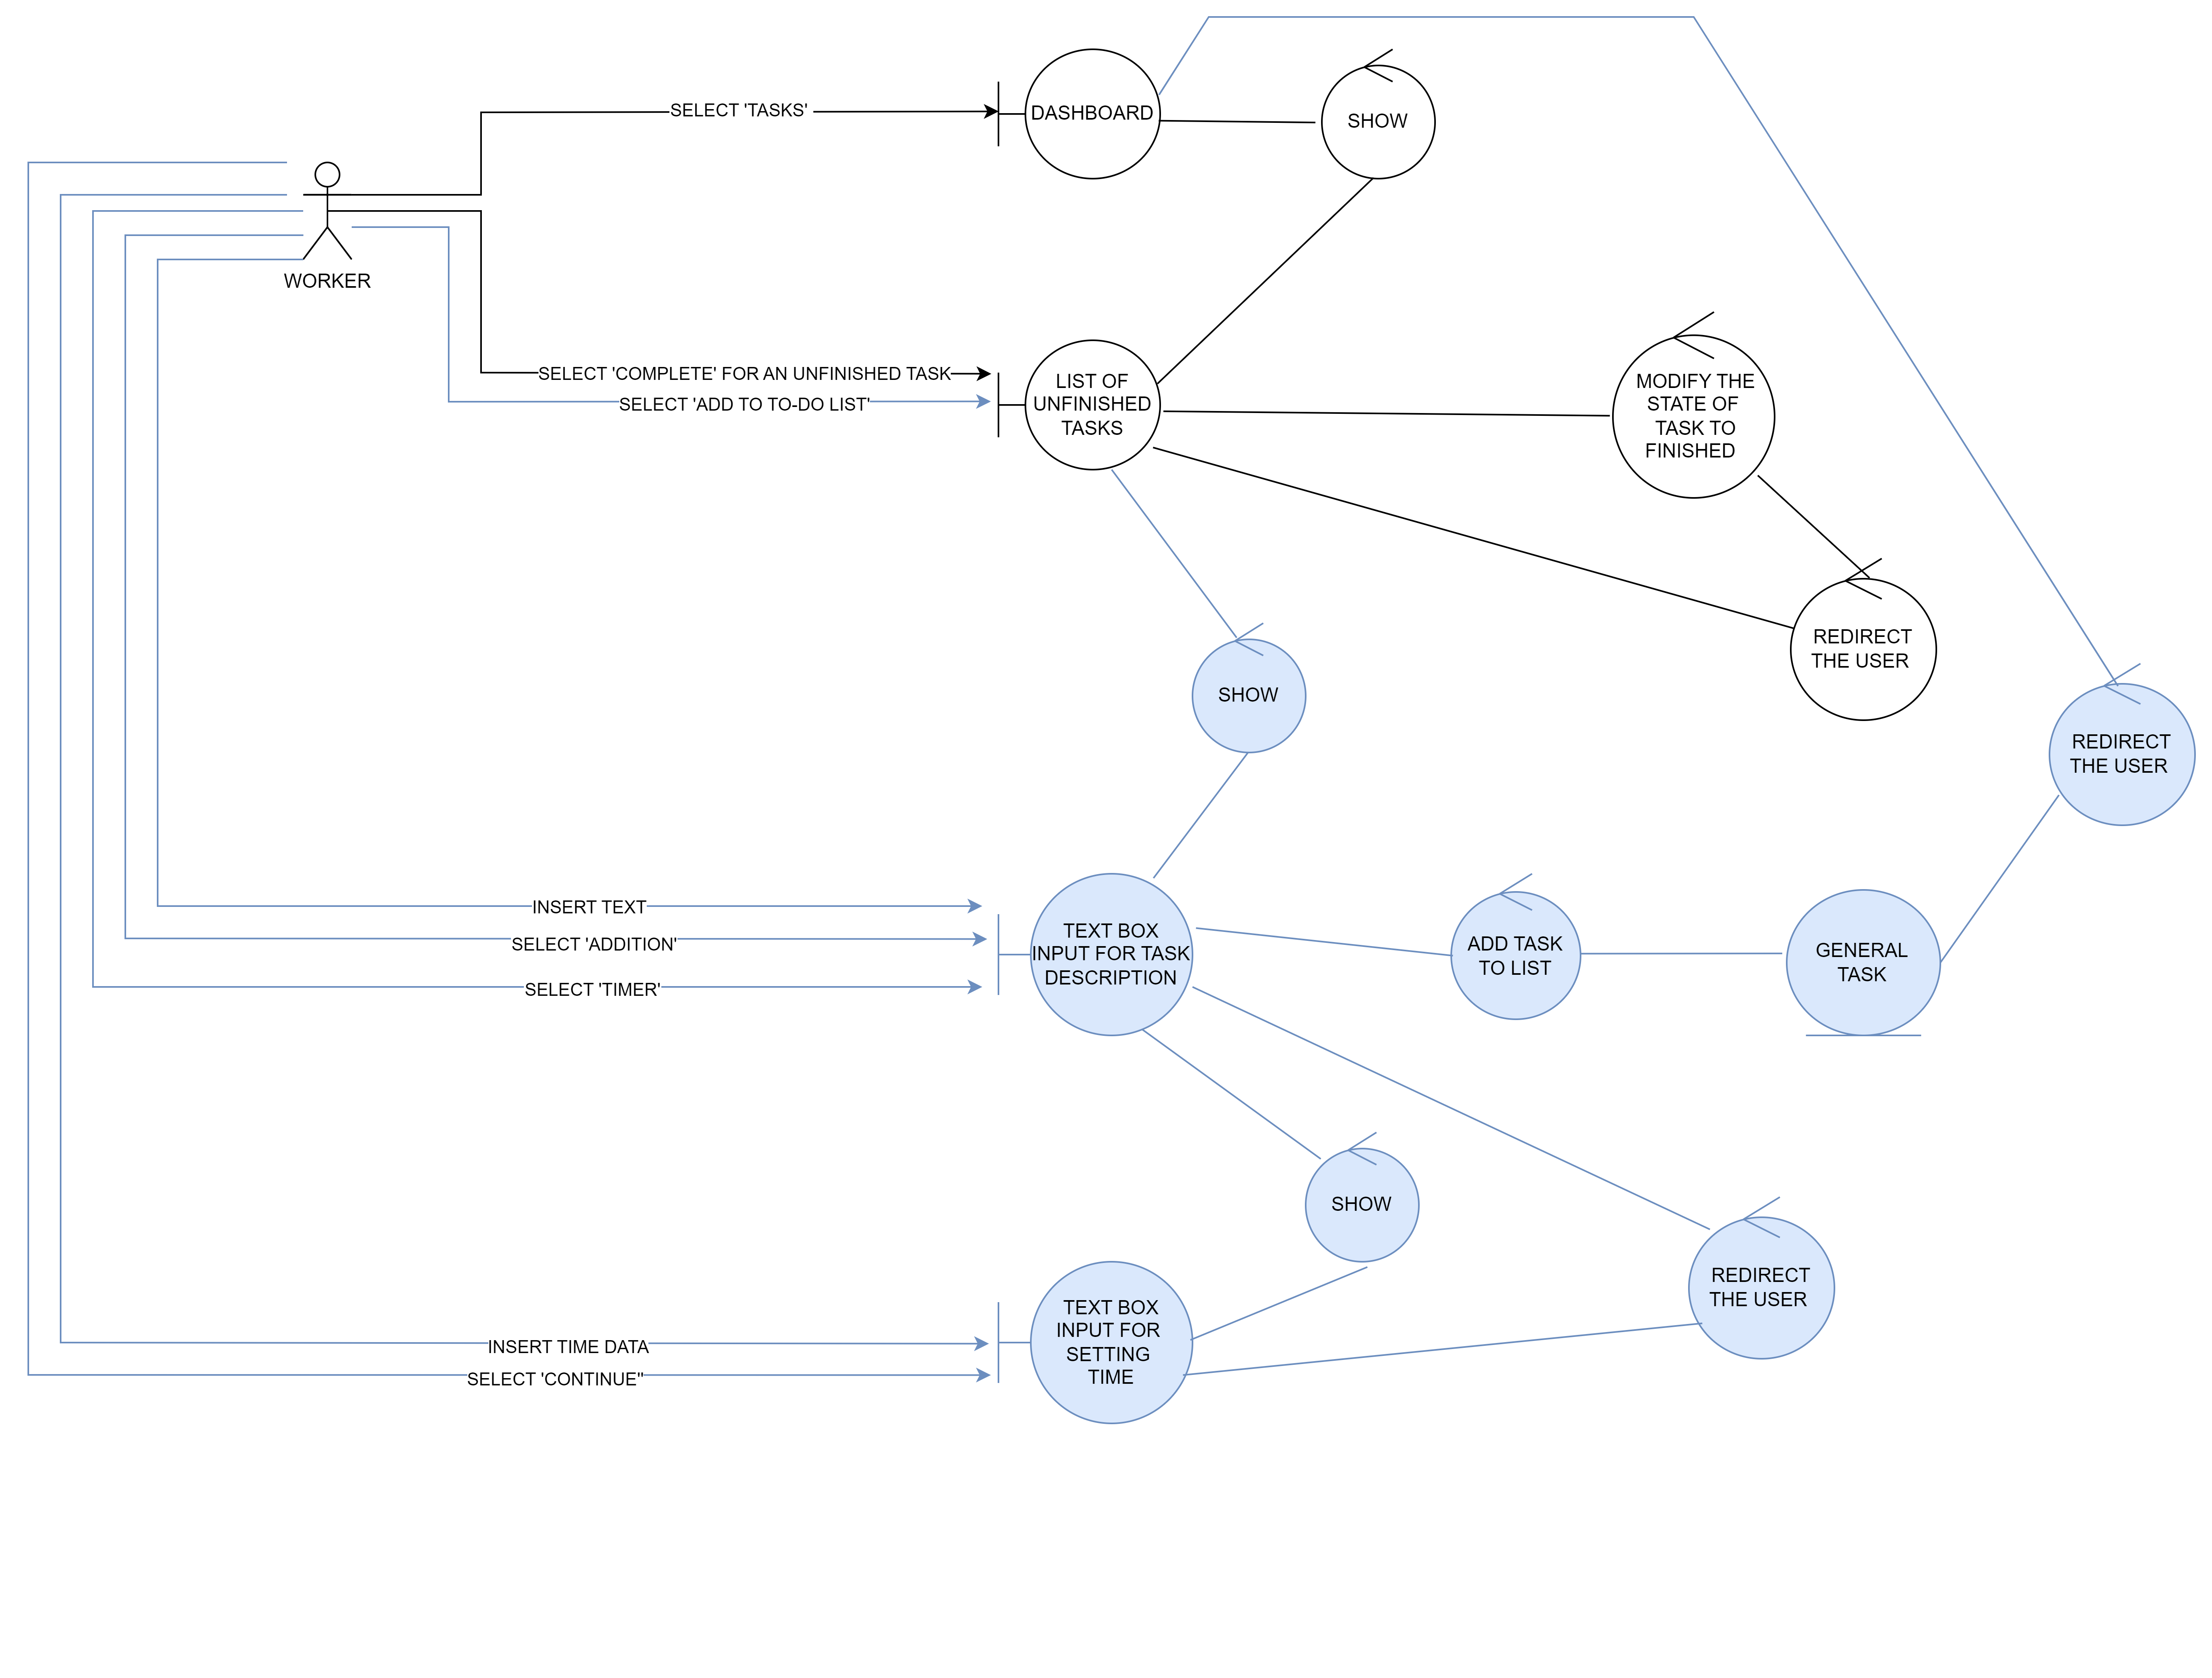 SELECT 'TASKS'
DASHBOARD
SHOW
WORKER
SELECT 'COMPLETE' FOR AN UNFINISHED TASK
SELECT 'ADD TO TO-DO LIST'
LIST OF
UNFINISHED
TASKS
MODIFY THE
STATE OF
TASK TO
FINISHED
REDIRECT
THE USER
SHOW
REDIRECT
THE USER
INSERT TEXT
SELECT 'ADDITION'
SELECT 'TIMER'
TEXT BOX
INPUT FOR TASK
DESCRIPTION
ADD TASK
TO LIST
GENERAL
TASK
SHOW
REDIRECT
THE USER
INSERT TIME DATA
SELECT 'CONTINUE''
TEXT BOX
INPUT FOR
SETTING
TIME